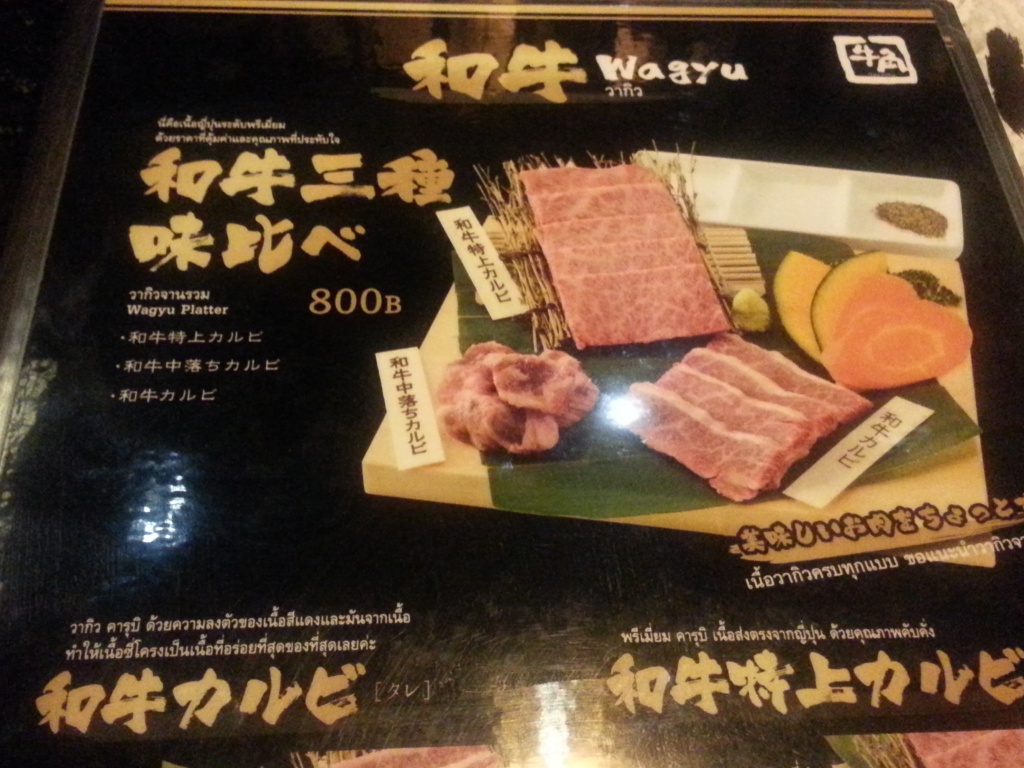 和牛 Wagyu
วากิว
牛角
นี่คือเนื้อญี่ปุ่นระดับพรีเมี่ยม
ด้วยราคาที่คุ้มค่าและคุณภาพที่ประทับใจ
和牛三種
味比べ
วากิวจานรวม
Wagyu Platter
800B
・和牛特上カルビ
・和牛中落ちカルビ
・和牛カルビ
和牛特上カルビ
和牛中落ちカルビ
和牛カルビ
美味しいお肉をちょっと
เนื้อวากิวครบทุกแบบ ขอแนะนำวากิว
วากิว คารุบิ ด้วยความลงตัวของเนื้อสีแดงและมันจากเนื้อ
ทำให้เนื้อซี่โครงเป็นเนื้อที่อร่อยที่สุดของที่สุดเลยค่ะ
和牛カルビ [タレ]
พรีเมี่ยม คารุบิ เนื้อส่งตรงจากญี่ปุ่น ด้วยคุณภาพคับคั่ง
和牛特上カルビ